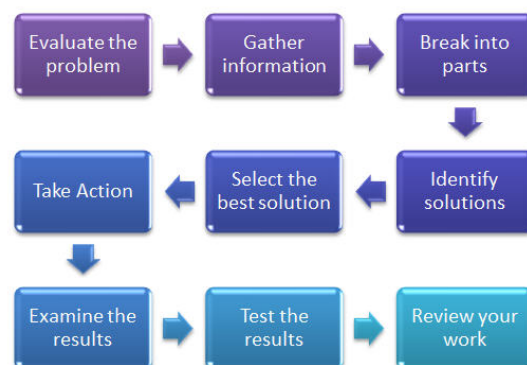 Evaluate the
problem
Gather
information
Break into
parts
Identify
solutions
Select the
best solution
Take Action
Examine the
results
Test the
results
Review your
work